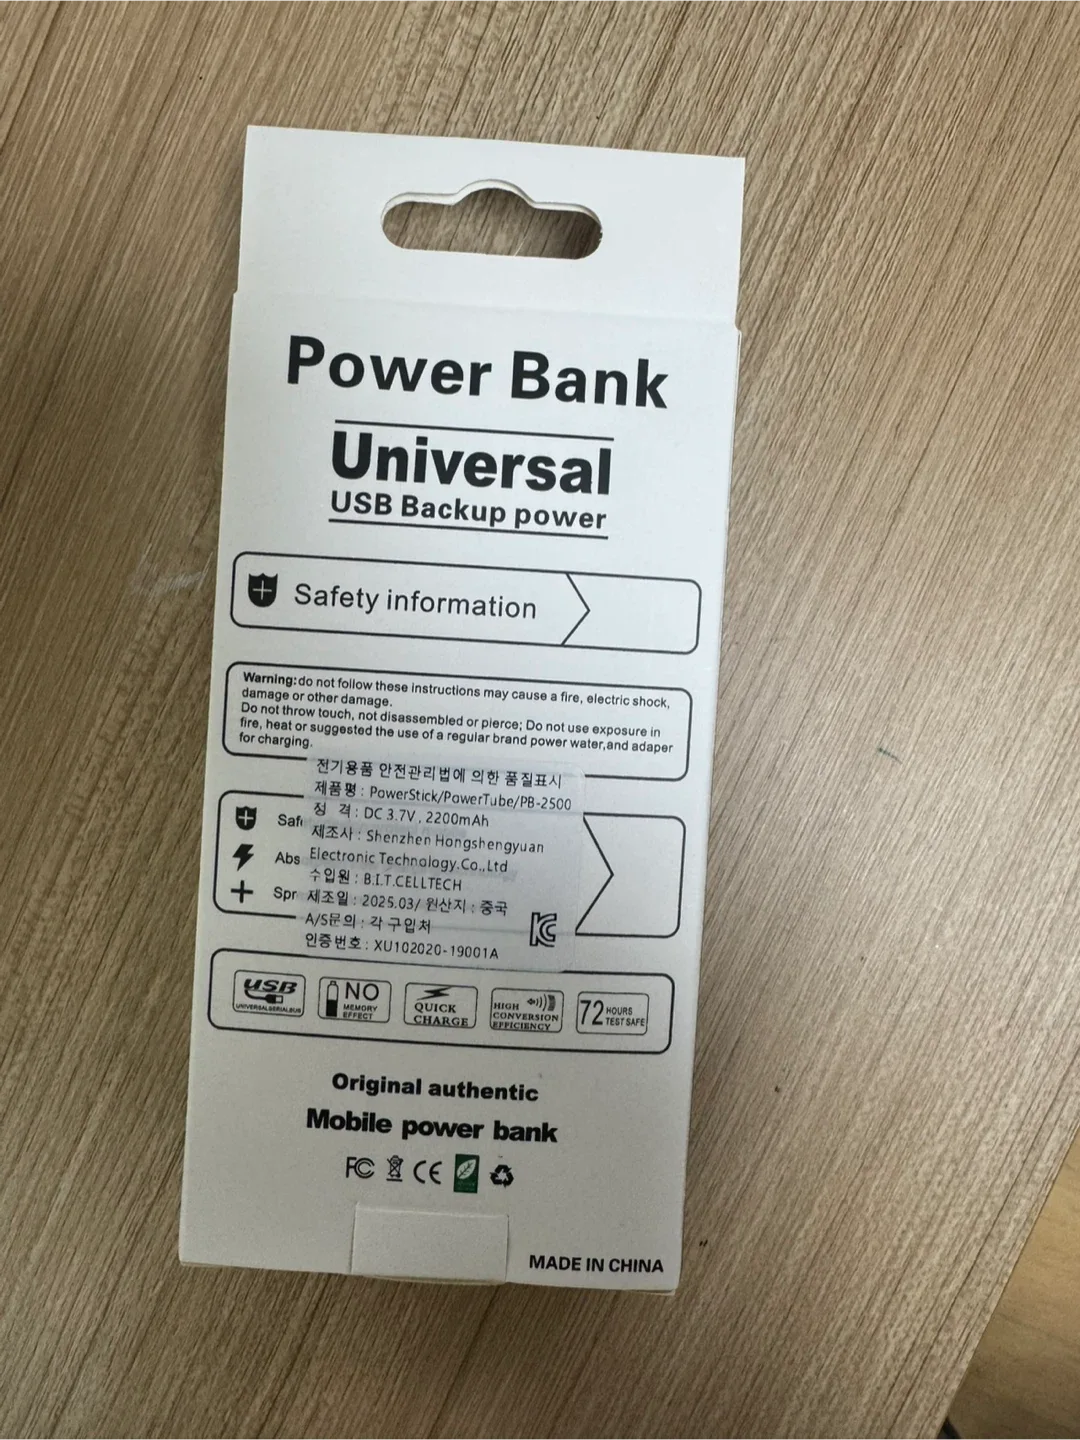 Power Bank
Universal
USB Backup power
Safety information
Warning:do not follow these instructions may cause a fire, electric shock,
damage or other damage.
Do not throw touch, not disassembled or pierce; Do not use exposure in
fire, heat or suggested the use of a regular brand power water,and adaper
for charging.
전기용품 안전관리법에 의한 품질표시
제품명 : PowerStick/PowerTube/PB-2500
정 격 : DC 3.7V, 2200mAh
제조사 : Shenzhen Hongshengyuan
Electronic Technology.Co.,Ltd
수입원 : B.I.T.CELLTECH
제조일 : 2025.03/ 원산지 : 중국
A/S문의 : 각 구입처
인증번호 : XU102020-19001A
Safe
Abs
Spr
USB
UNIVERSALSERIALBUS
NO
MEMORY
EFFECT
QUICK
CHARGE
HIGH
CONVERSION
EFFICIENCY
72 HOURS
TEST SAFE
Original authentic
Mobile power bank
FC CE
MADE IN CHINA